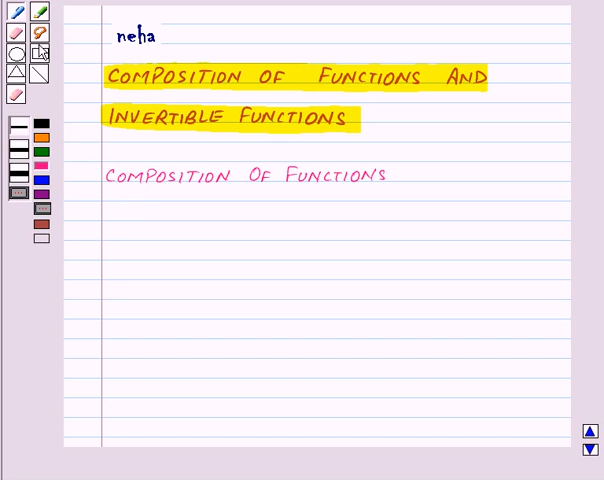 neha
COMPOSITION OF FUNCTIONS AND
INVERTIBLE FUNCTIONS
COMPOSITION OF FUNCTIONS